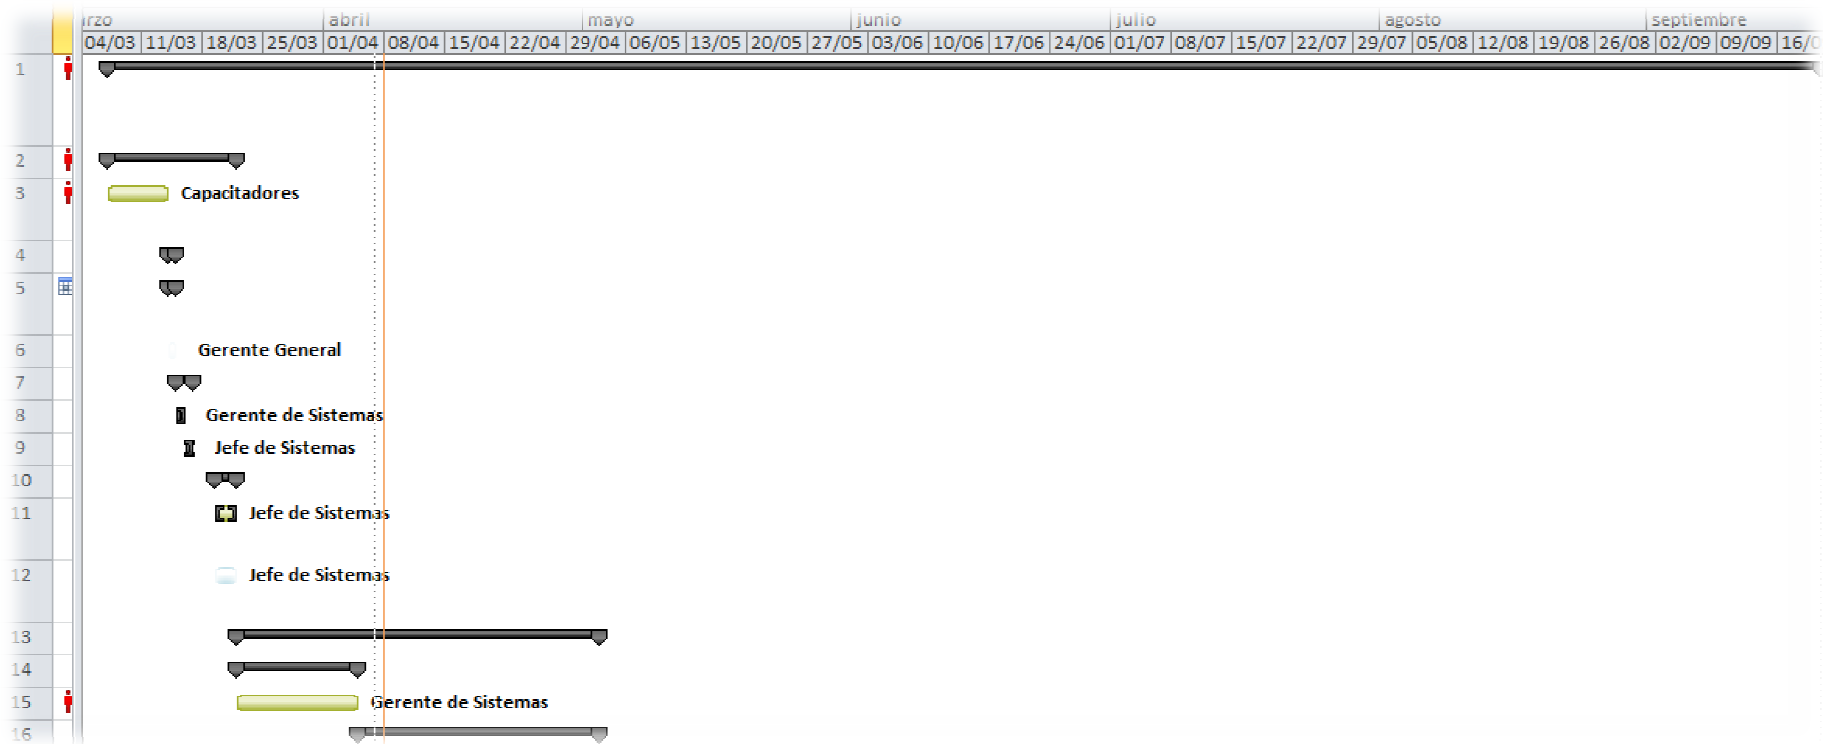 rzo abril mayo junio julio agosto septiembre
04/03 11/03 18/03 25/03 01/04 08/04 15/04 22/04 29/04 06/05 13/05 20/05 27/05 03/06 10/06 17/06 24/06 01/07 08/07 15/07 22/07 29/07 05/08 12/08 19/08 26/08 02/09 09/09 16/0
1
2
3 Capacitadores
4
5
6 Gerente General
7
8 Gerente de Sistemas
9 Jefe de Sistemas
10
11 Jefe de Sistemas
12 Jefe de Sistemas
13
14
15 Gerente de Sistemas
16